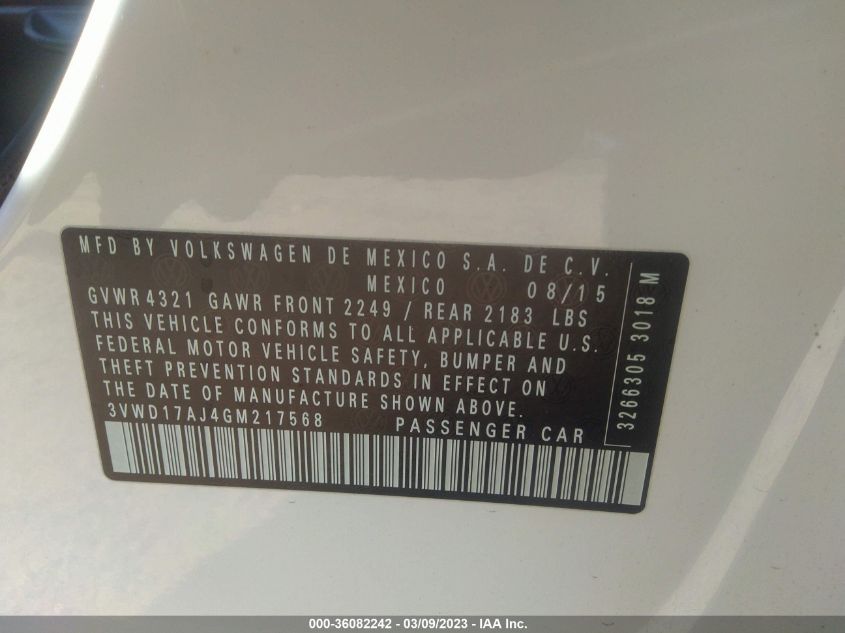 MFD BY VOLKSWAGEN DE MEXICO S.A. DE C.V.
MEXICO 08/15
GVWR 4321 GAWR FRONT 2249 / REAR 2183 LBS
THIS VEHICLE CONFORMS TO ALL APPLICABLE U.S.
FEDERAL MOTOR VEHICLE SAFETY, BUMPER AND
THEFT PREVENTION STANDARDS IN EFFECT ON
THE DATE OF MANUFACTURE SHOWN ABOVE.
3VWD17AJ4GM217568 PASSENGER CAR
3266305 3018 M
000-36082242 - 03/09/2023 - IAA Inc.